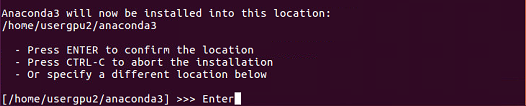 Anaconda3 will now be installed into this location:
/home/usergpu2/anaconda3
- Press ENTER to confirm the location
- Press CTRL-C to abort the installation
- Or specify a different location below
[/home/usergpu2/anaconda3] >>> Enter